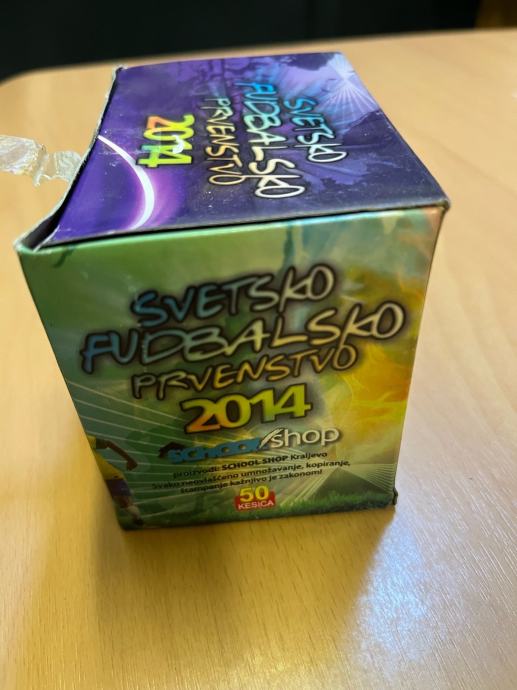 SVETSKO
FUDBALSKO
PRVENSTVO
2014
SVETSKO
FUDBALSKO
PRVENSTVO
2014
SCHOOL shop
proizvodi: SCHOOL SHOP Kraljevo
Svako neovlašćeno umnožavanje, kopiranje,
štampanje kažnjivo je zakonom!
50
KESICA